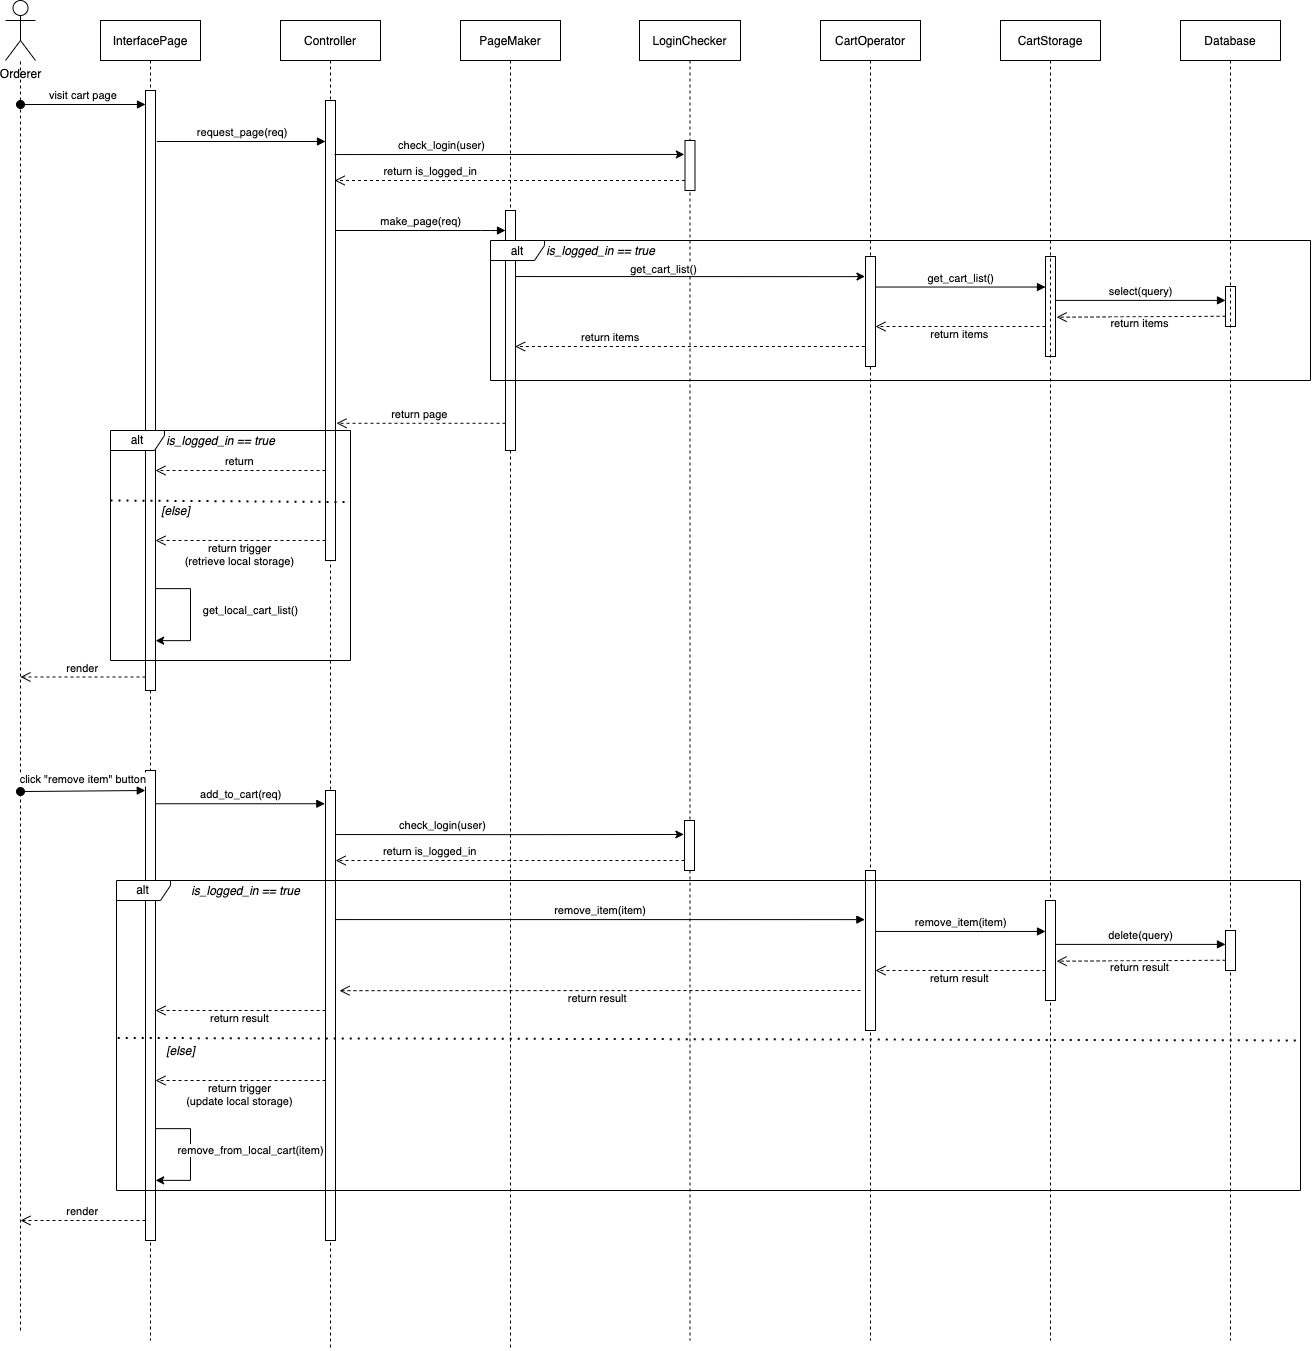 Orderer
InterfacePage
Controller
PageMaker
LoginChecker
CartOperator
CartStorage
Database
visit cart page
request_page(req)
check_login(user)
return is_logged_in
make_page(req)
alt
is_logged_in == true
get_cart_list()
get_cart_list()
select(query)
return items
return items
return items
return page
alt
is_logged_in == true
return
[else]
return trigger
(retrieve local storage)
get_local_cart_list()
render
click "remove item" button
add_to_cart(req)
check_login(user)
return is_logged_in
alt
is_logged_in == true
remove_item(item)
remove_item(item)
delete(query)
return result
return result
return result
return result
[else]
return trigger
(update local storage)
remove_from_local_cart(item)
render